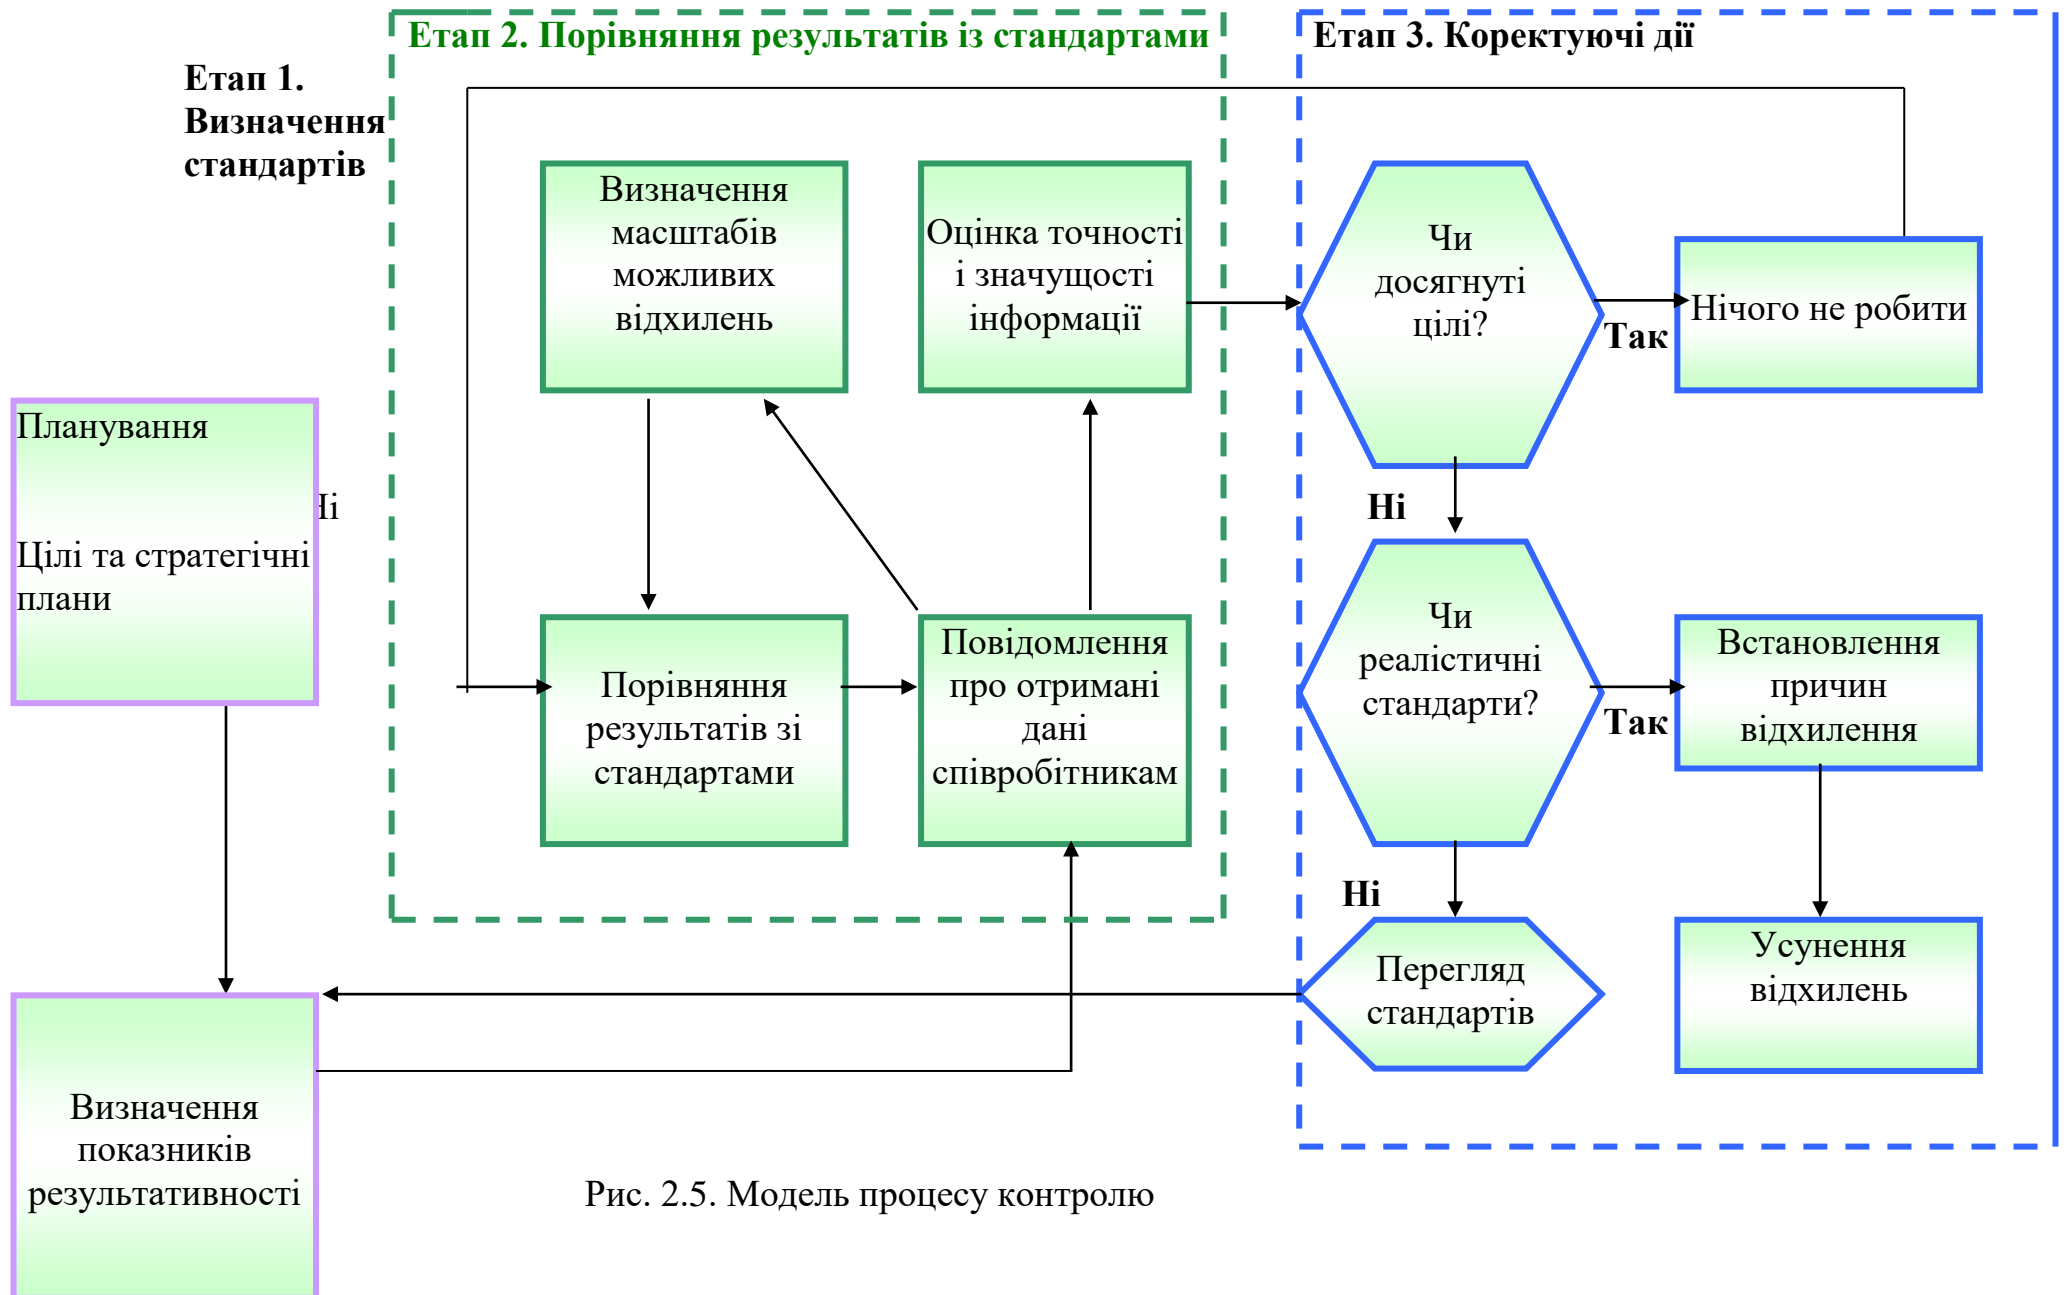 Етап 1.
Визначення
стандартів
Етап 2. Порівняння результатів із стандартами
Етап 3. Коректуючі дії
Планування
Цілі та стратегічні
плани
Ні
Визначення
показників
результативності
Визначення
масштабів
можливих
відхилень
Оцінка точності
і значущості
інформації
Порівняння
результатів зі
стандартами
Повідомлення
про отримані
дані
співробітникам
Чи
досягнуті
цілі?
Так
Нічого не робити
Ні
Чи
реалістичні
стандарти?
Так
Встановлення
причин
відхилення
Ні
Перегляд
стандартів
Усунення
відхилень
Рис. 2.5. Модель процесу контролю